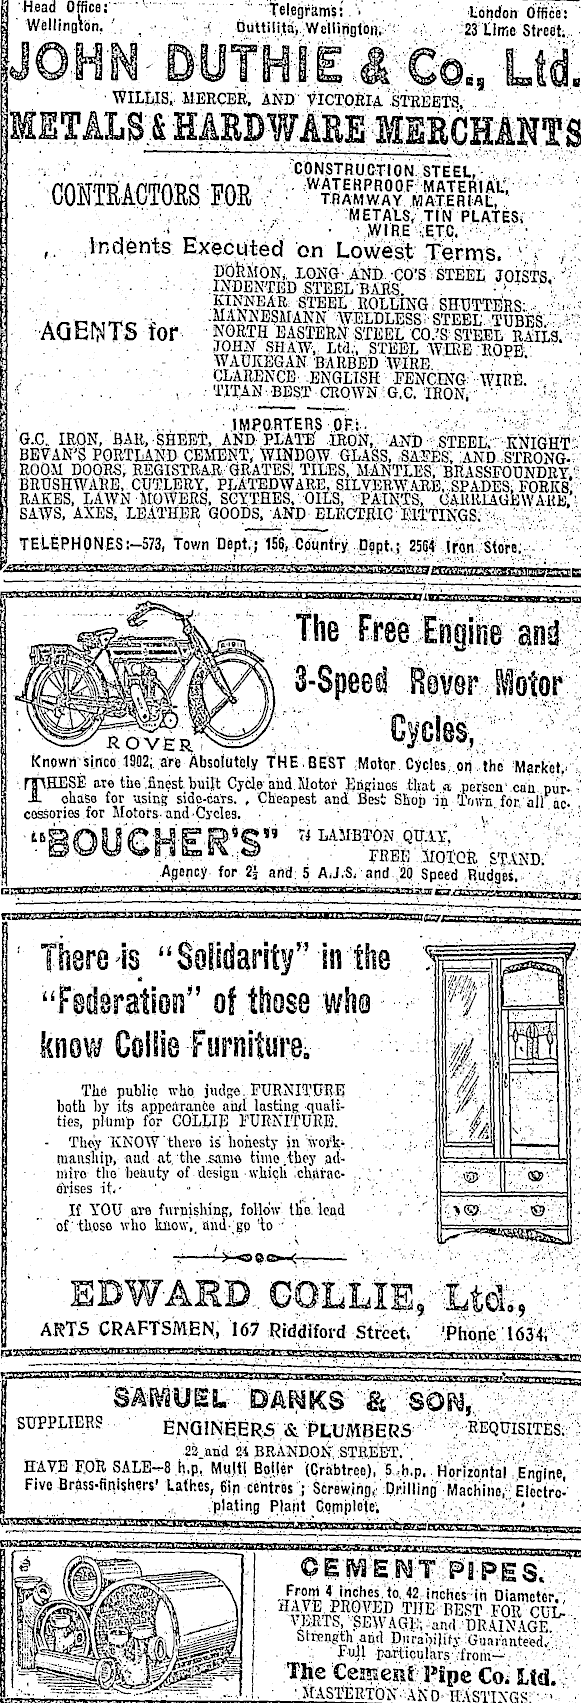 Head Office: Telegrams: London Office:
Wellington. Duttilita, Wellington. 23 Lime Street.
JOHN DUTHIE & Co., Ltd.
WILLIS, MERCER, AND VICTORIA STREETS,
METALS & HARDWARE MERCHANTS
CONTRACTORS FOR
CONSTRUCTION STEEL,
WATERPROOF MATERIAL,
TRAMWAY MATERIAL,
METALS, TIN PLATES,
WIRE ETC.
Indents Executed on Lowest Terms.
AGENTS for
DORMON, LONG AND CO'S STEEL JOISTS.
INDENTED STEEL BARS.
KINNEAR STEEL ROLLING SHUTTERS.
MANNESMANN WELDLESS STEEL TUBES.
NORTH EASTERN STEEL CO.'S STEEL RAILS.
JOHN SHAW, Ltd., STEEL WIRE ROPE.
WAUKEGAN BARBED WIRE.
CLARENCE ENGLISH FENCING WIRE.
TITAN BEST CROWN G.C. IRON,
IMPORTERS OF:
G.C. IRON, BAR, SHEET, AND PLATE IRON, AND STEEL, KNIGHT
BEVAN'S PORTLAND CEMENT, WINDOW GLASS, SAFES, AND STRONG-
ROOM DOORS, REGISTRAR GRATES, TILES, MANTLES, BRASSFOUNDRY,
BRUSHWARE, CUTLERY, PLATEDWARE, SILVERWARE, SPADES, FORKS,
RAKES, LAWN MOWERS, SCYTHES, OILS, PAINTS, CARRIAGEWARE,
SAWS, AXES, LEATHER GOODS, AND ELECTRIC FITTINGS.
TELEPHONES:—573, Town Dept.; 156, Country Dept.; 2564 Iron Store.
The Free Engine and
3-Speed Rover Motor
Cycles,
ROVER
Known since 1902, are Absolutely THE BEST Motor Cycles on the Market.
THESE are the finest built Cycle and Motor Engines that a person can pur-
chase for using side-cars. Cheapest and Best Shop in Town for all ac-
cessories for Motors and Cycles.
"BOUCHER'S" 71 LAMBTON QUAY,
FREE MOTOR STAND.
Agency for 2½ and 5 A.J.S. and 20 Speed Rudges.
There is "Solidarity" in the
"Federation" of those who
know Collie Furniture.
The public who judge FURNITURE
both by its appearance and lasting quali-
ties, plump for COLLIE FURNITURE.
They KNOW there is honesty in work-
manship, and at the same time they ad-
mire the beauty of design which charac-
erises it.
If YOU are furnishing, follow the lead
of those who know, and go to
EDWARD COLLIE, Ltd.,
ARTS CRAFTSMEN, 167 Riddiford Street. 'Phone 1634.
SAMUEL DANKS & SON,
SUPPLIERS ENGINEERS & PLUMBERS REQUISITES.
22 and 24 BRANDON STREET.
HAVE FOR SALE—8 h.p. Multi Boiler (Crabtree), 5 h.p. Horizontal Engine,
Five Brass-finishers' Lathes, 6in centres; Screwing, Drilling Machine, Electro-
plating Plant Complete.
CEMENT PIPES.
From 4 inches to 42 inches in Diameter.
HAVE PROVED THE BEST FOR CUL-
VERTS, SEWAGE, and DRAINAGE.
Strength and Durability Guaranteed.
Full particulars from—
The Cement Pipe Co. Ltd.
MASTERTON AND HASTINGS.